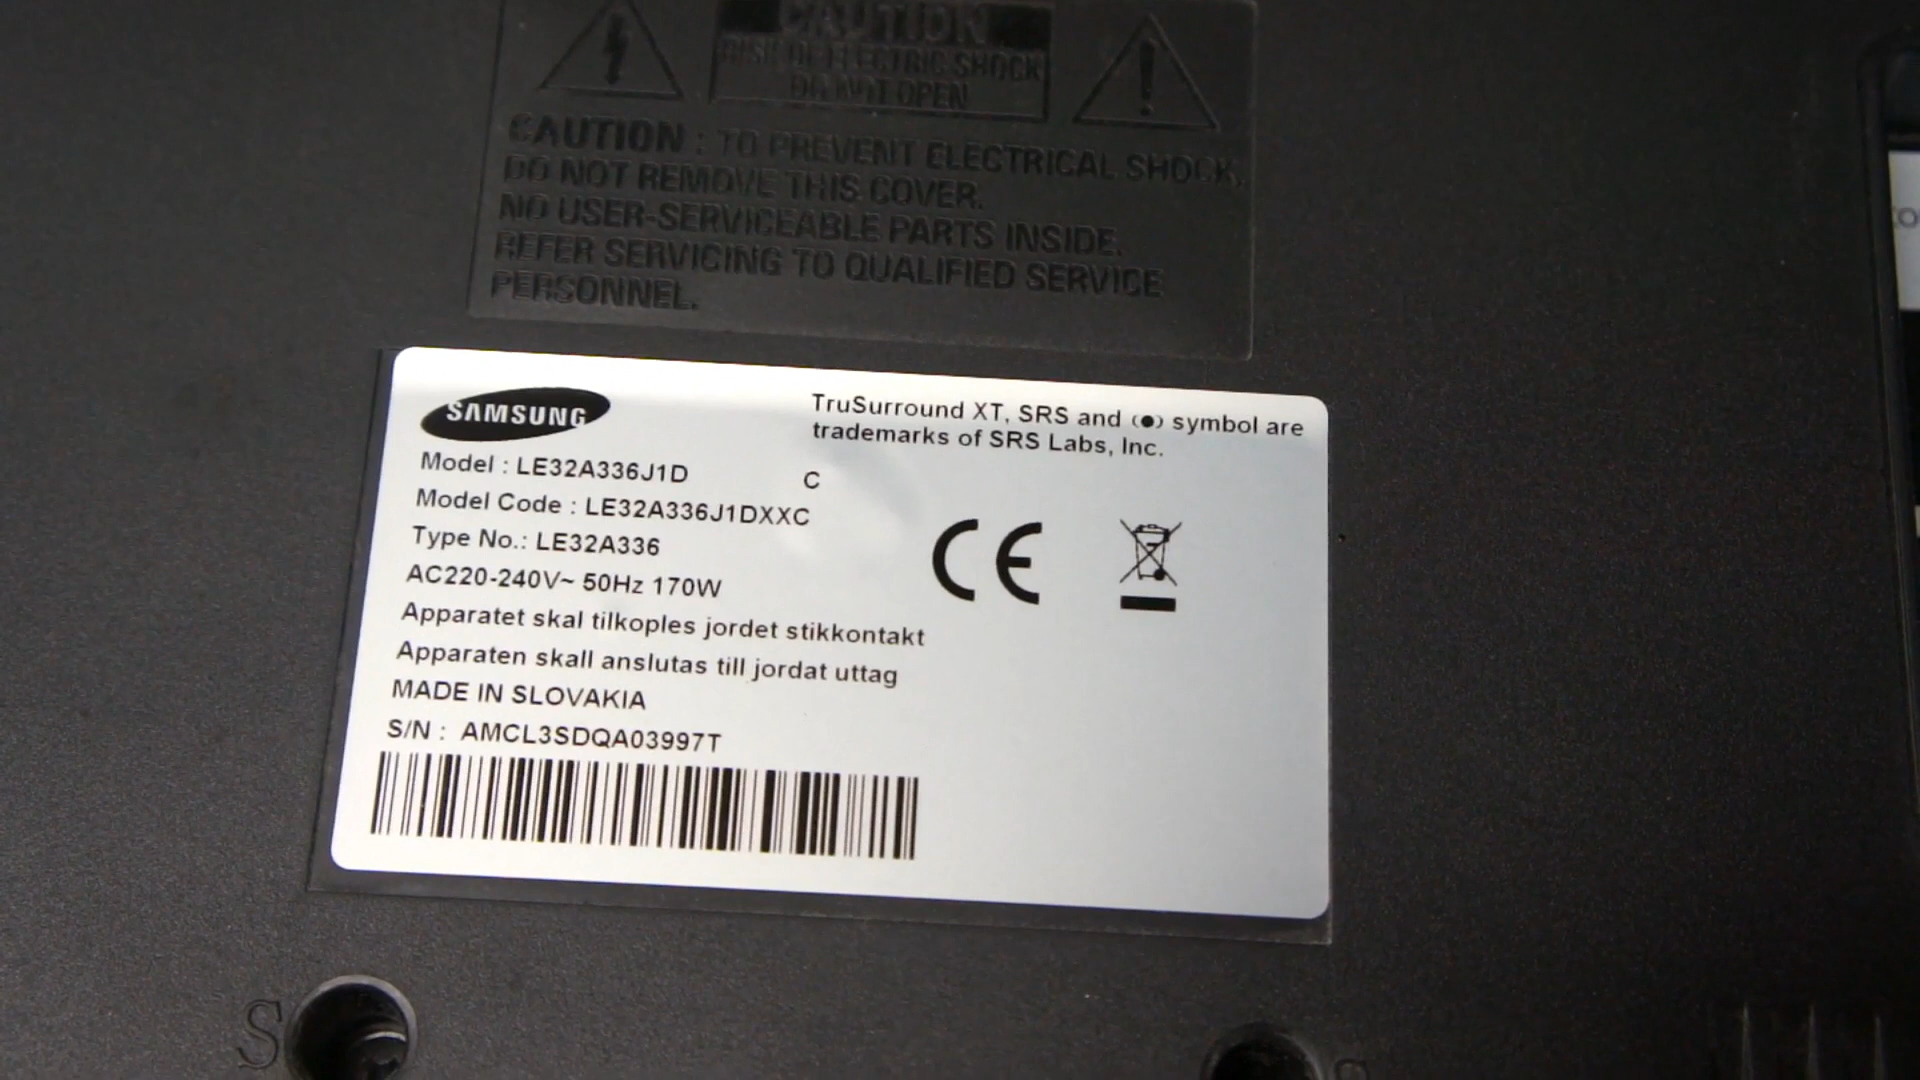 CAUTION
RISK OF ELECTRIC SHOCK
DO NOT OPEN
CAUTION : TO PREVENT ELECTRICAL SHOCK,
DO NOT REMOVE THIS COVER.
NO USER-SERVICEABLE PARTS INSIDE.
REFER SERVICING TO QUALIFIED SERVICE
PERSONNEL.
SAMSUNG
TruSurround XT, SRS and (●) symbol are
trademarks of SRS Labs, Inc.
Model : LE32A336J1D C
Model Code : LE32A336J1DXXC
Type No.: LE32A336
AC220-240V~ 50Hz 170W
Apparatet skal tilkoples jordet stikkontakt
Apparaten skall anslutas till jordat uttag
MADE IN SLOVAKIA
S/N : AMCL3SDQA03997T
CE
S